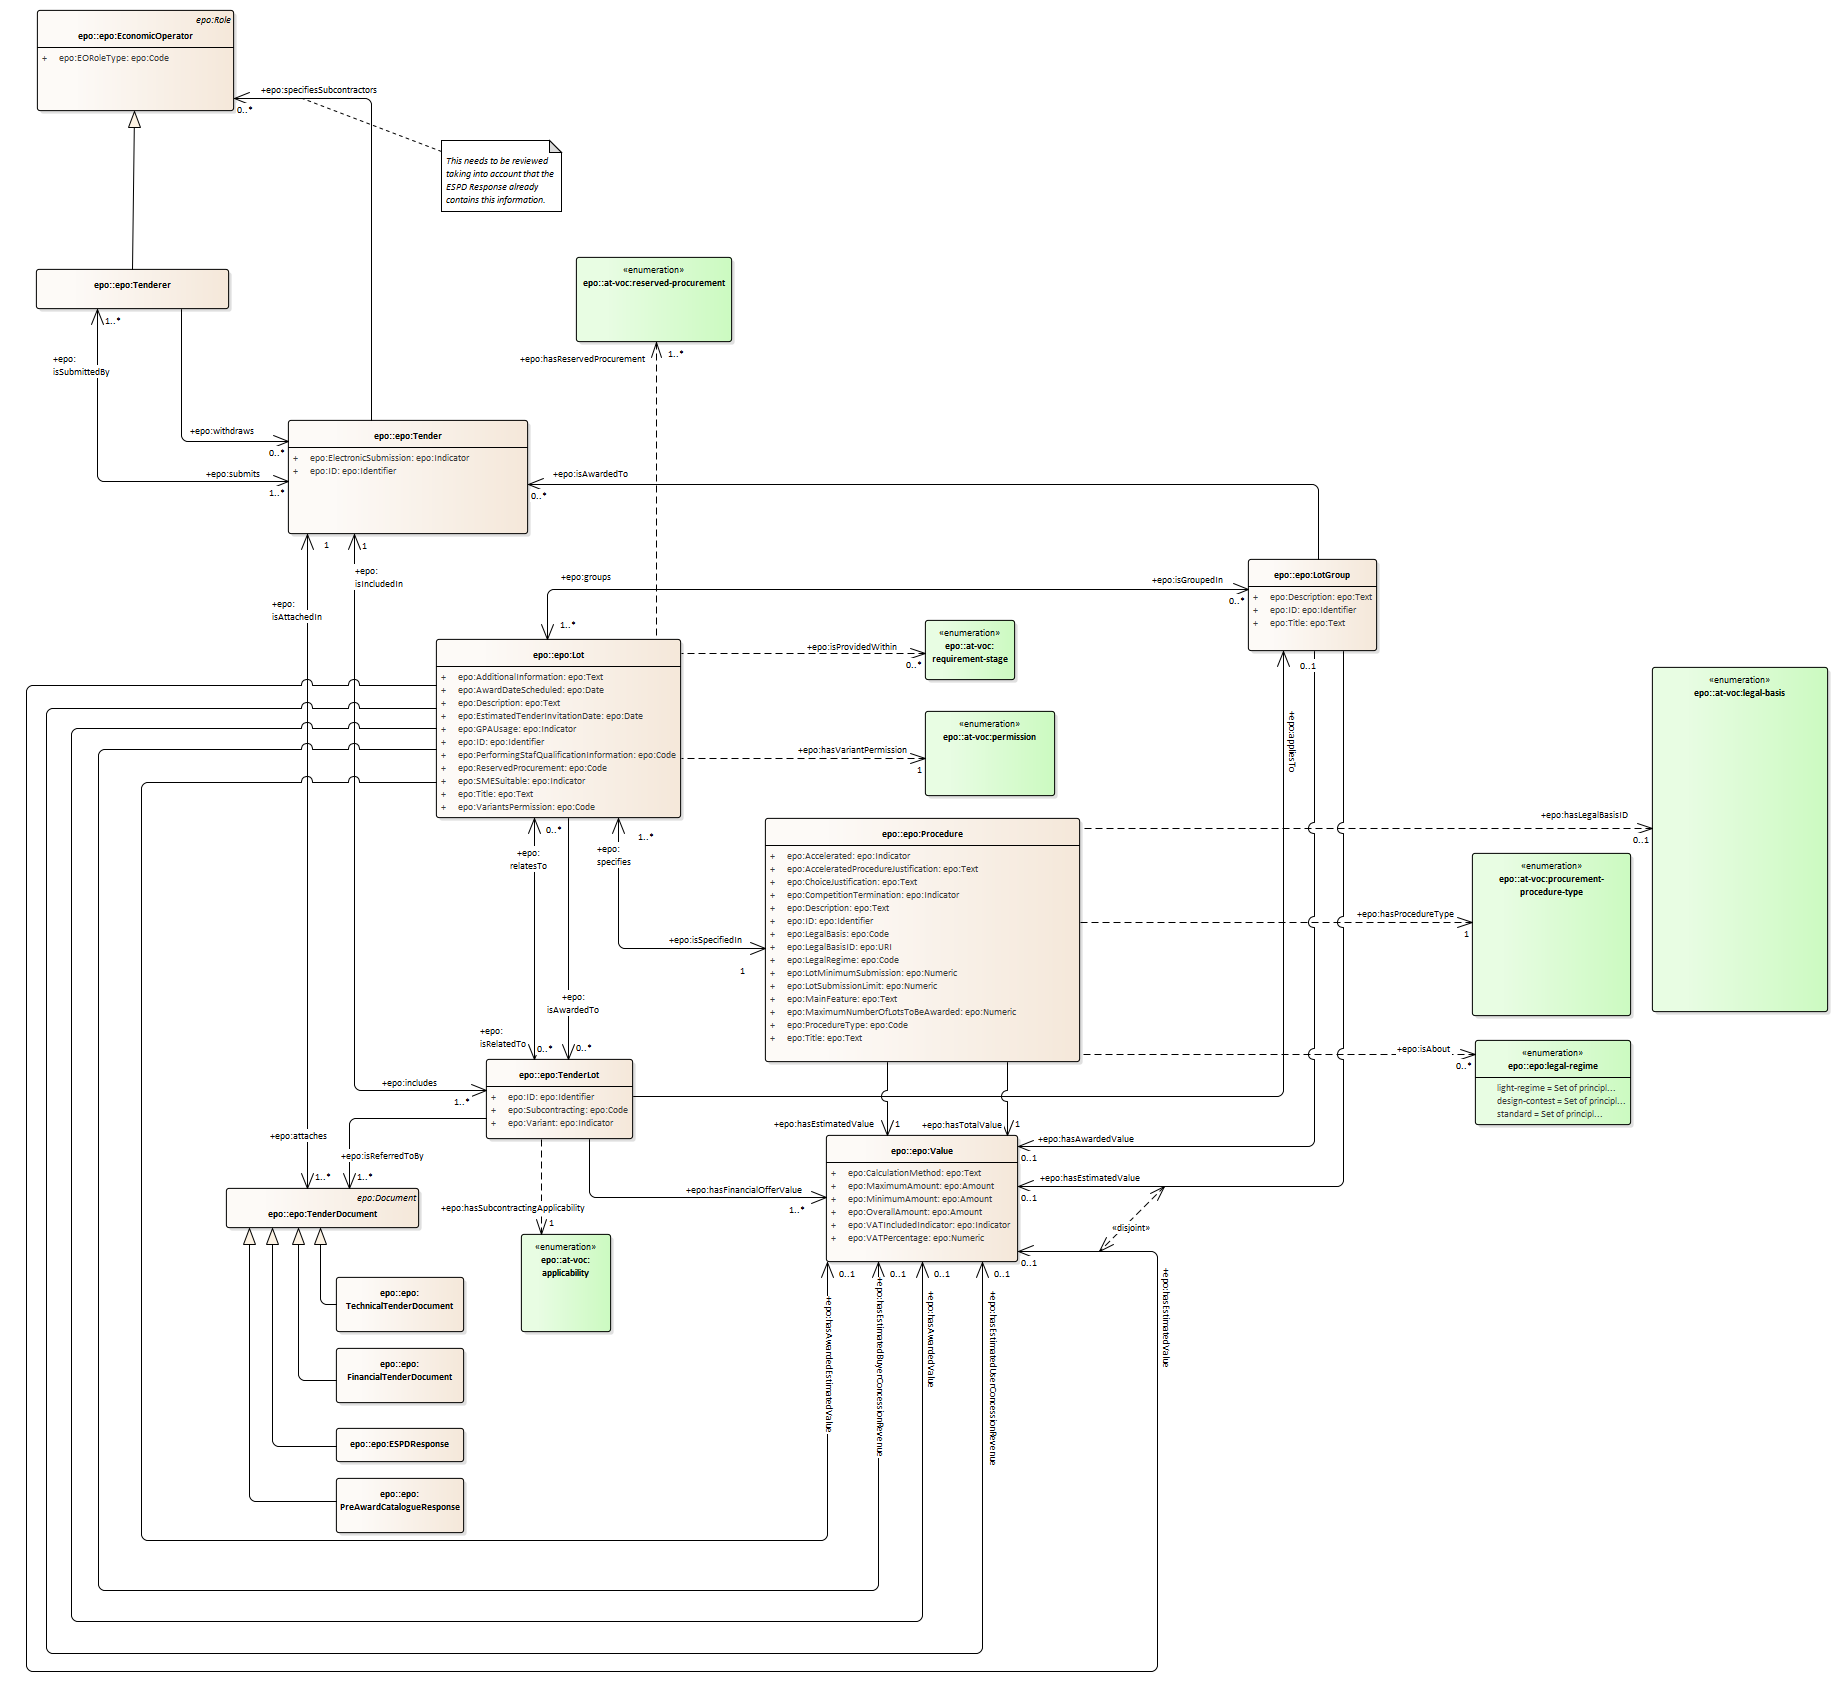 epo:Role
epo::epo:EconomicOperator
+ epo:EORoleType: epo:Code
+epo:specifiesSubcontractors
0..*
This needs to be reviewed
taking into account that the
ESPD Response already
contains this information.
epo::epo:Tenderer
1..*
+epo:
isSubmittedBy
+epo:withdraws
0..*
+epo:submits
1..*
«enumeration»
epo::at-voc:reserved-procurement
+epo:hasReservedProcurement
1..*
epo::epo:Tender
+ epo:ElectronicSubmission: epo:Indicator
+ epo:ID: epo:Identifier
+epo:isAwardedTo
0..*
1
1
+epo:
isIncludedIn
+epo:
isAttachedIn
+epo:groups
1..*
+epo:isGroupedIn
0..*
epo::epo:LotGroup
+ epo:Description: epo:Text
+ epo:ID: epo:Identifier
+ epo:Title: epo:Text
0..1
+epo:appliesTo
epo::epo:Lot
+ epo:AdditionalInformation: epo:Text
+ epo:AwardDateScheduled: epo:Date
+ epo:Description: epo:Text
+ epo:EstimatedTenderInvitationDate: epo:Date
+ epo:GPAUsage: epo:Indicator
+ epo:ID: epo:Identifier
+ epo:PerformingStafQualificationInformation: epo:Code
+ epo:ReservedProcurement: epo:Code
+ epo:SMESuitable: epo:Indicator
+ epo:Title: epo:Text
+ epo:VariantsPermission: epo:Code
+epo:isProvidedWithin
0..*
«enumeration»
epo::at-voc:
requirement-stage
+epo:hasVariantPermission
1
«enumeration»
epo::at-voc:permission
«enumeration»
epo::at-voc:legal-basis
+epo:hasLegalBasisID
0..1
0..*
+epo:
relatesTo
1..*
+epo:
specifies
+epo:isSpecifiedIn
1
epo::epo:Procedure
+ epo:Accelerated: epo:Indicator
+ epo:AcceleratedProcedureJustification: epo:Text
+ epo:ChoiceJustification: epo:Text
+ epo:CompetitionTermination: epo:Indicator
+ epo:Description: epo:Text
+ epo:ID: epo:Identifier
+ epo:LegalBasis: epo:Code
+ epo:LegalBasisID: epo:URI
+ epo:LegalRegime: epo:Code
+ epo:LotMinimumSubmission: epo:Numeric
+ epo:LotSubmissionLimit: epo:Numeric
+ epo:MainFeature: epo:Text
+ epo:MaximumNumberOfLotsToBeAwarded: epo:Numeric
+ epo:ProcedureType: epo:Code
+ epo:Title: epo:Text
«enumeration»
epo::at-voc:procurement-
procedure-type
+epo:hasProcedureType
1
+epo:isAbout
0..*
«enumeration»
epo::epo:legal-regime
light-regime = Set of principl...
design-contest = Set of principl...
standard = Set of principl...
+epo:
isAwardedTo
0..*
+epo:
isRelatedTo
0..*
+epo:includes
1..*
epo::epo:TenderLot
+ epo:ID: epo:Identifier
+ epo:Subcontracting: epo:Code
+ epo:Variant: epo:Indicator
+epo:attaches
1..*
+epo:isReferredToBy
1..*
+epo:hasEstimatedValue
1
+epo:hasTotalValue
1
+epo:hasAwardedValue
0..1
+epo:hasEstimatedValue
0..1
epo::epo:Value
+ epo:CalculationMethod: epo:Text
+ epo:MaximumAmount: epo:Amount
+ epo:MinimumAmount: epo:Amount
+ epo:OverallAmount: epo:Amount
+ epo:VATIncludedIndicator: epo:Indicator
+ epo:VATPercentage: epo:Numeric
+epo:hasFinancialOfferValue
1..*
+epo:hasSubcontractingApplicability
1
«enumeration»
epo::at-voc:
applicability
«disjoint»
0..1
+epo:hasEstimatedValue
epo:Document
epo::epo:TenderDocument
epo::epo:
TechnicalTenderDocument
epo::epo:
FinancialTenderDocument
epo::epo:ESPDResponse
epo::epo:
PreAwardCatalogueResponse
0..1
+epo:hasAwardedEstimatedValue
0..1
+epo:hasEstimatedBuyerConcessionRevenue
0..1
+epo:hasAwardedValue
0..1
+epo:hasEstimatedUserConcessionRevenue